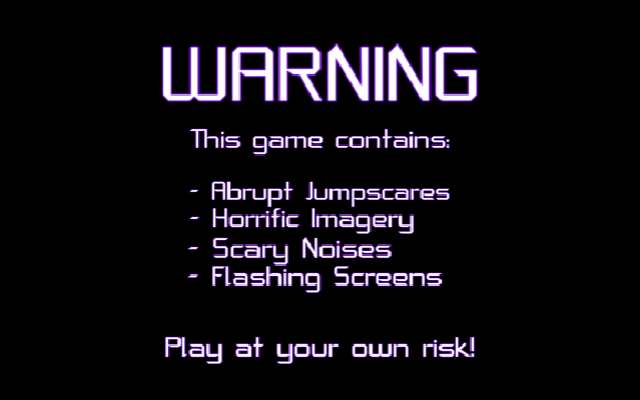 WARNING
This game contains:
- Abrupt Jumpscares
- Horrific Imagery
- Scary Noises
- Flashing Screens
Play at your own risk!